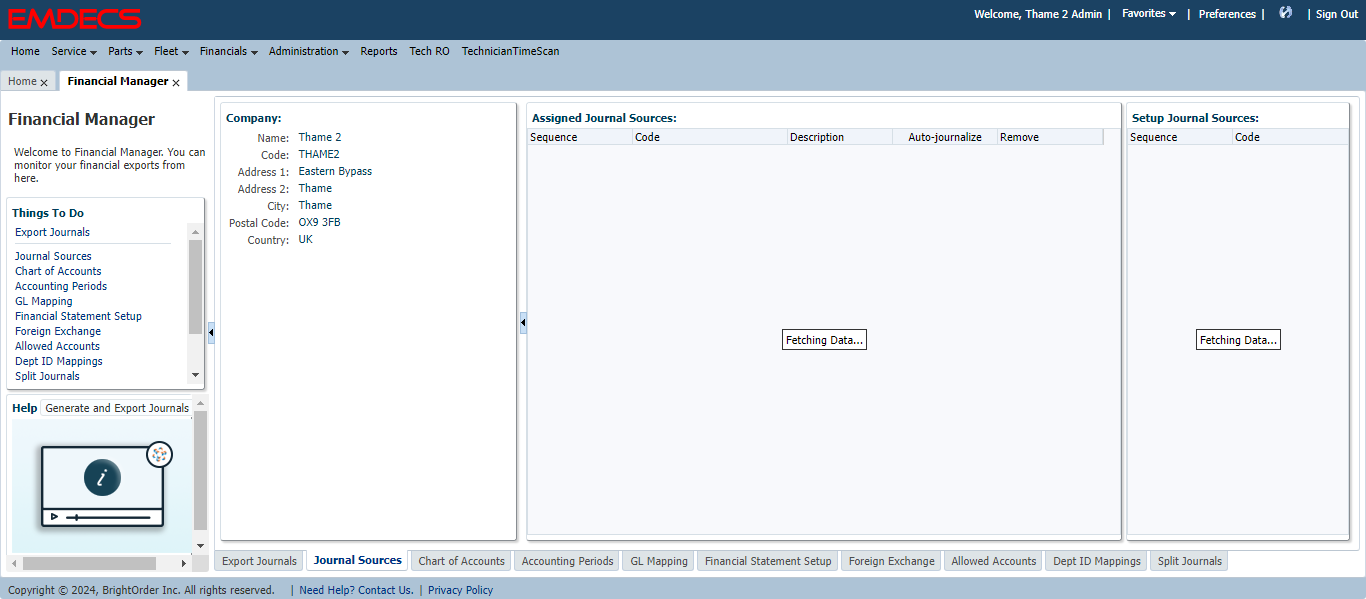 EMDECS
Welcome, Thame 2 Admin | Favorites | Preferences | | Sign Out
Home Service Parts Fleet Financials Administration Reports Tech RO TechnicianTimeScan
Home x Financial Manager x
Financial Manager
Welcome to Financial Manager. You can
monitor your financial exports from
here.
Things To Do
Export Journals
Journal Sources
Chart of Accounts
Accounting Periods
GL Mapping
Financial Statement Setup
Foreign Exchange
Allowed Accounts
Dept ID Mappings
Split Journals
Help Generate and Export Journals
i
Company:
Name: Thame 2
Code: THAME2
Address 1: Eastern Bypass
Address 2: Thame
City: Thame
Postal Code: OX9 3FB
Country: UK
Assigned Journal Sources:
Sequence Code Description Auto-journalize Remove
Fetching Data...
Setup Journal Sources:
Sequence Code
Fetching Data...
Export Journals Journal Sources Chart of Accounts Accounting Periods GL Mapping Financial Statement Setup Foreign Exchange Allowed Accounts Dept ID Mappings Split Journals
Copyright © 2024, BrightOrder Inc. All rights reserved. | Need Help? Contact Us. | Privacy Policy